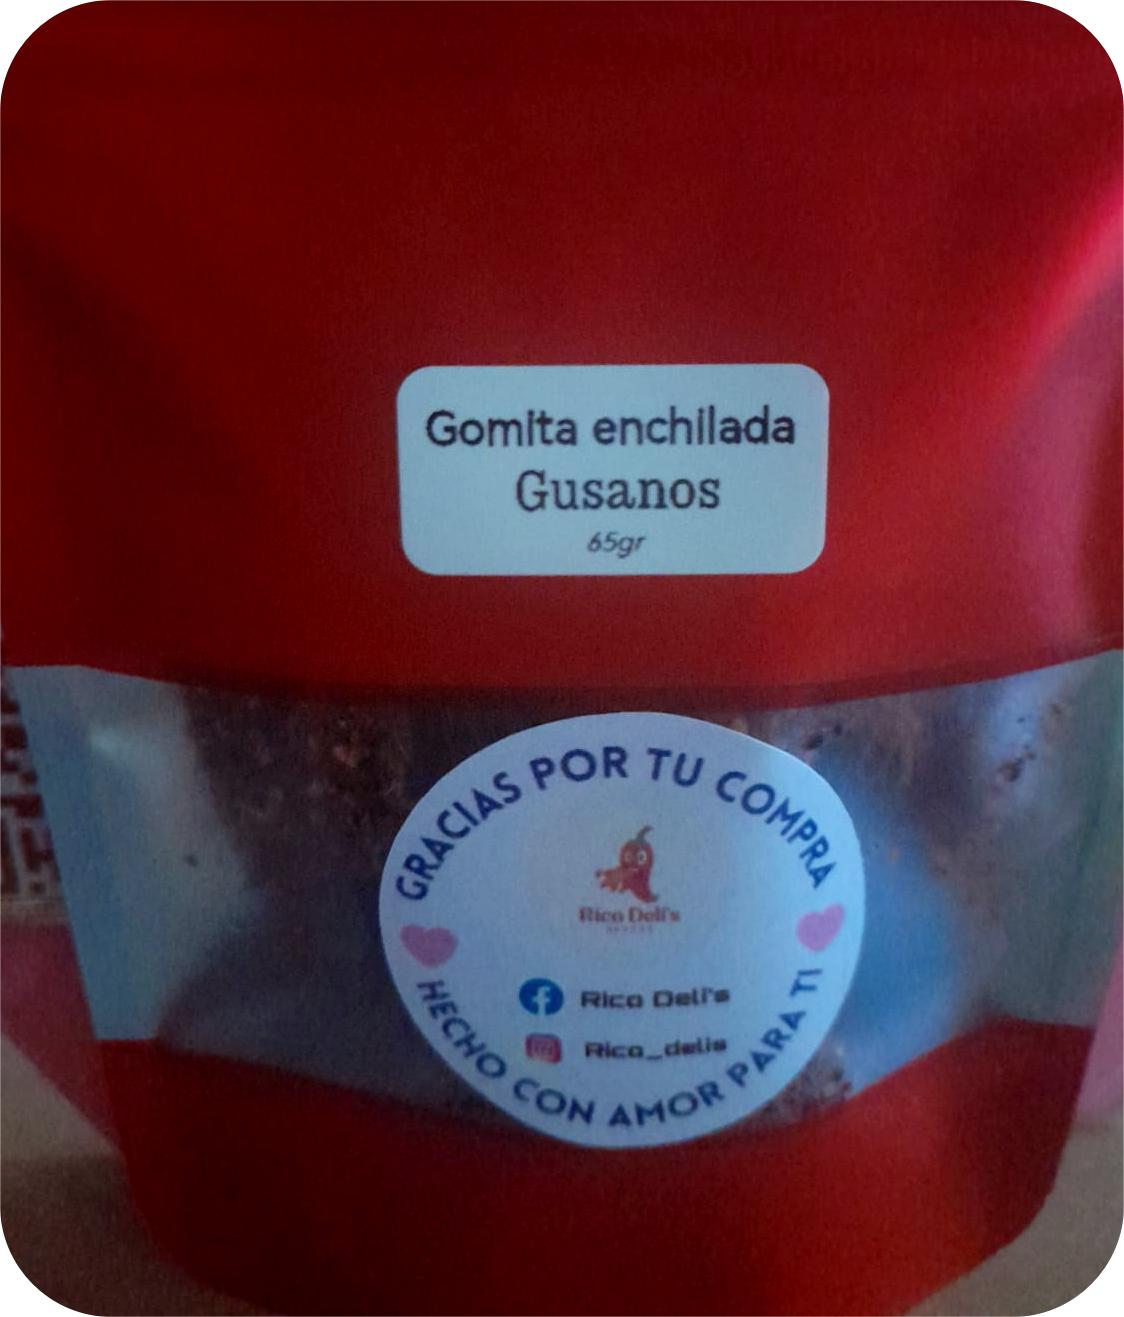 Gomita enchilada
Gusanos
65gr
GRACIAS POR TU COMPRA
Rico Deli's
Rico Deli's
Rico_delis
HECHO CON AMOR PARA TI